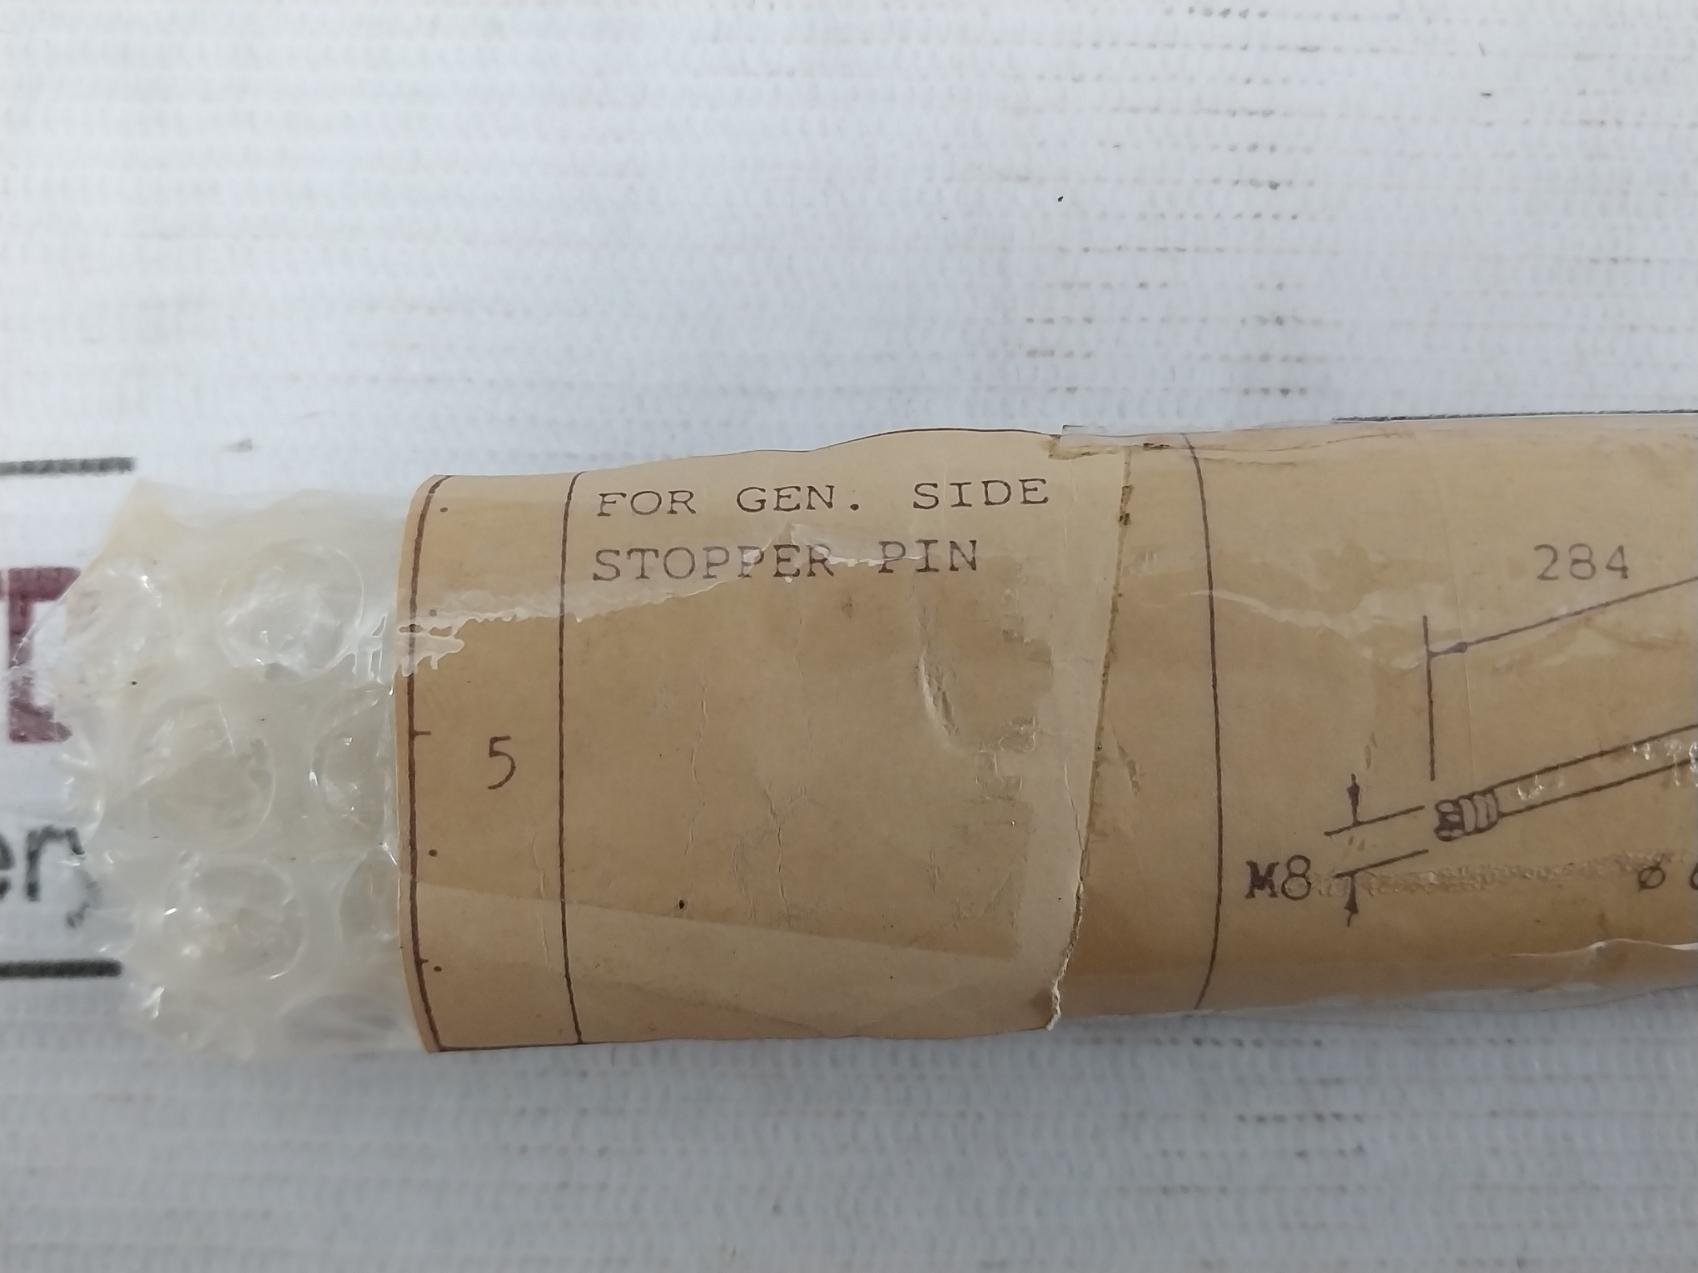 FOR GEN. SIDE
STOPPER PIN
5
284
M8
ø